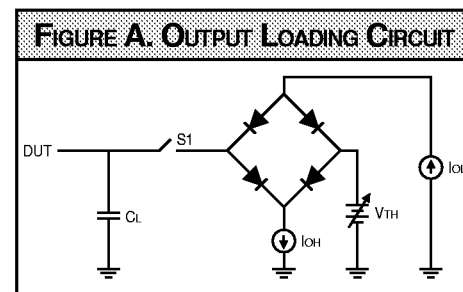 FIGURE A. OUTPUT LOADING CIRCUIT
S1
DUT
IOL
CL
VTH
IOH